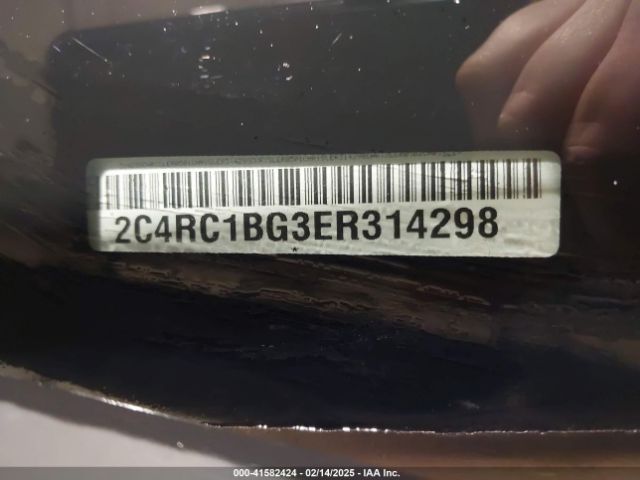 2C4RC1BG3ER314298
000-41582424 - 02/14/2025 - IAA Inc.